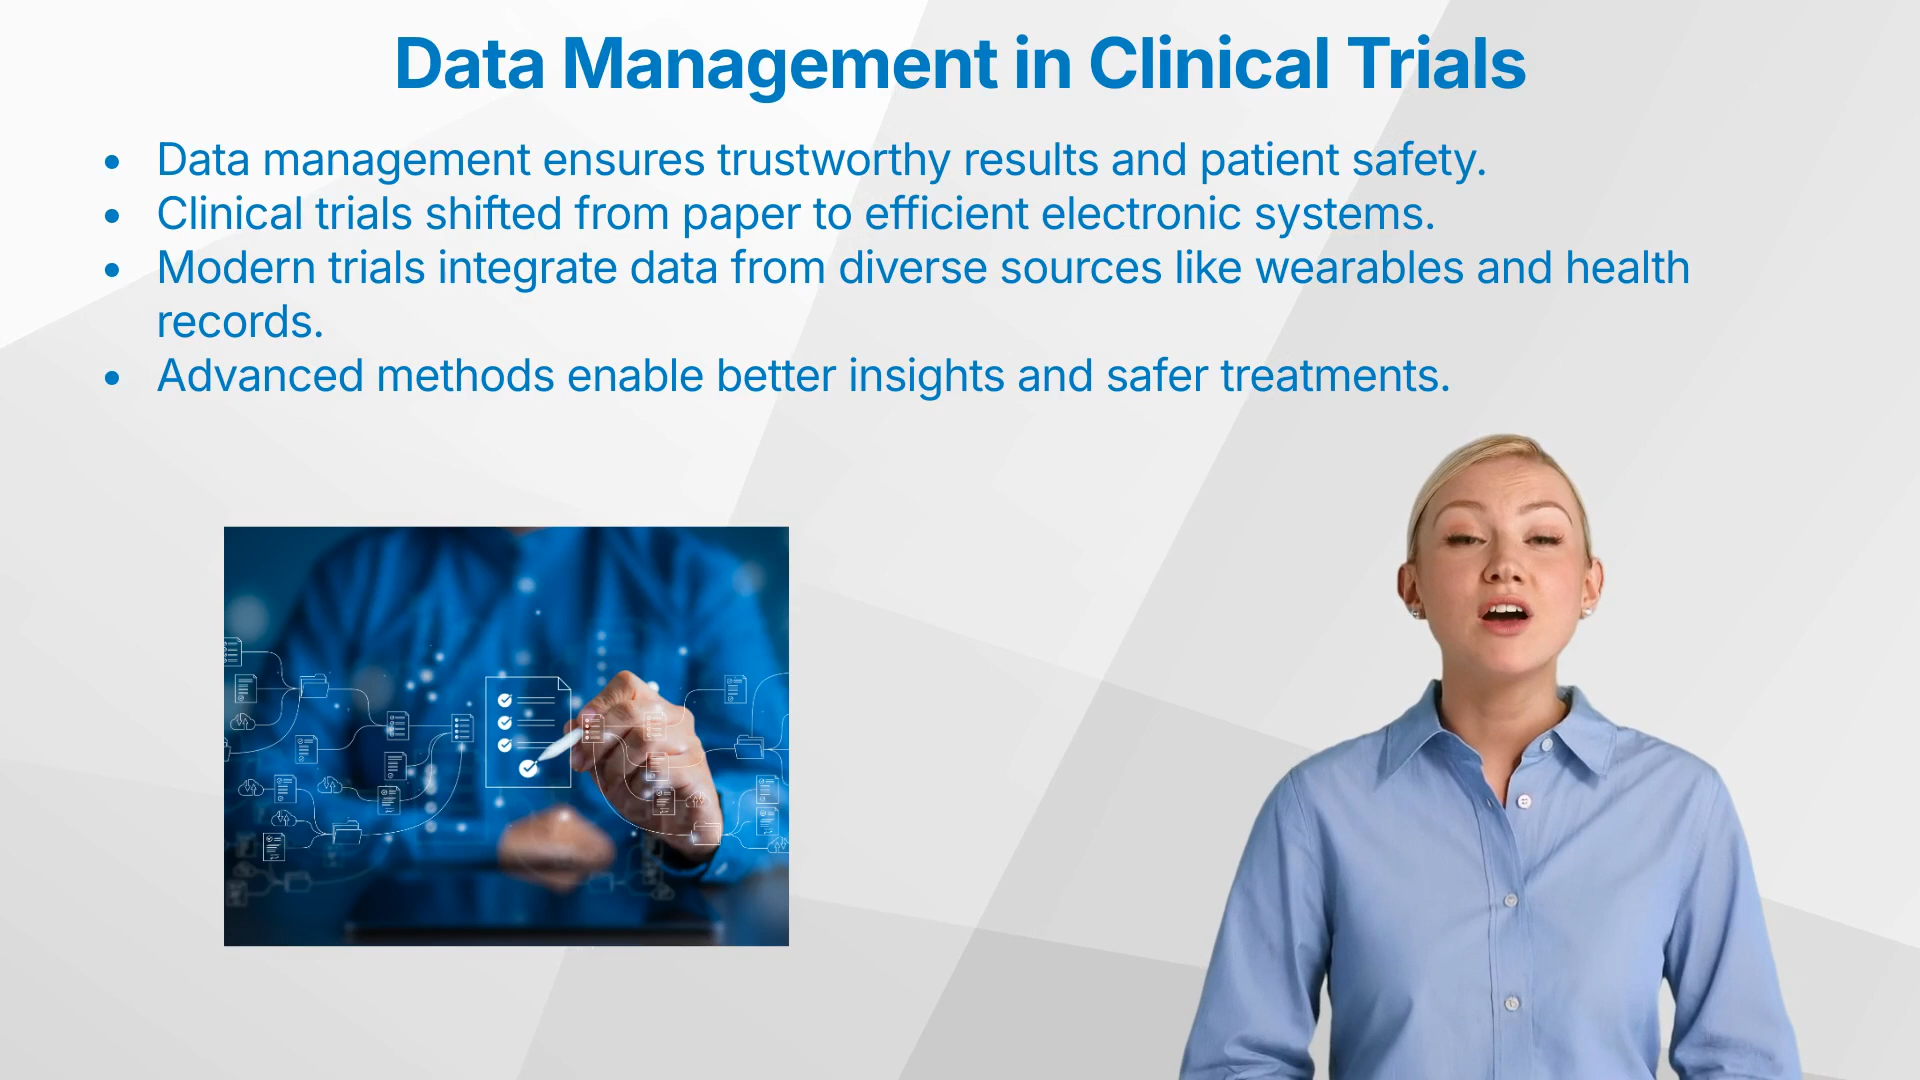 Data Management in Clinical Trials
• Data management ensures trustworthy results and patient safety.
• Clinical trials shifted from paper to efficient electronic systems.
• Modern trials integrate data from diverse sources like wearables and health
records.
• Advanced methods enable better insights and safer treatments.